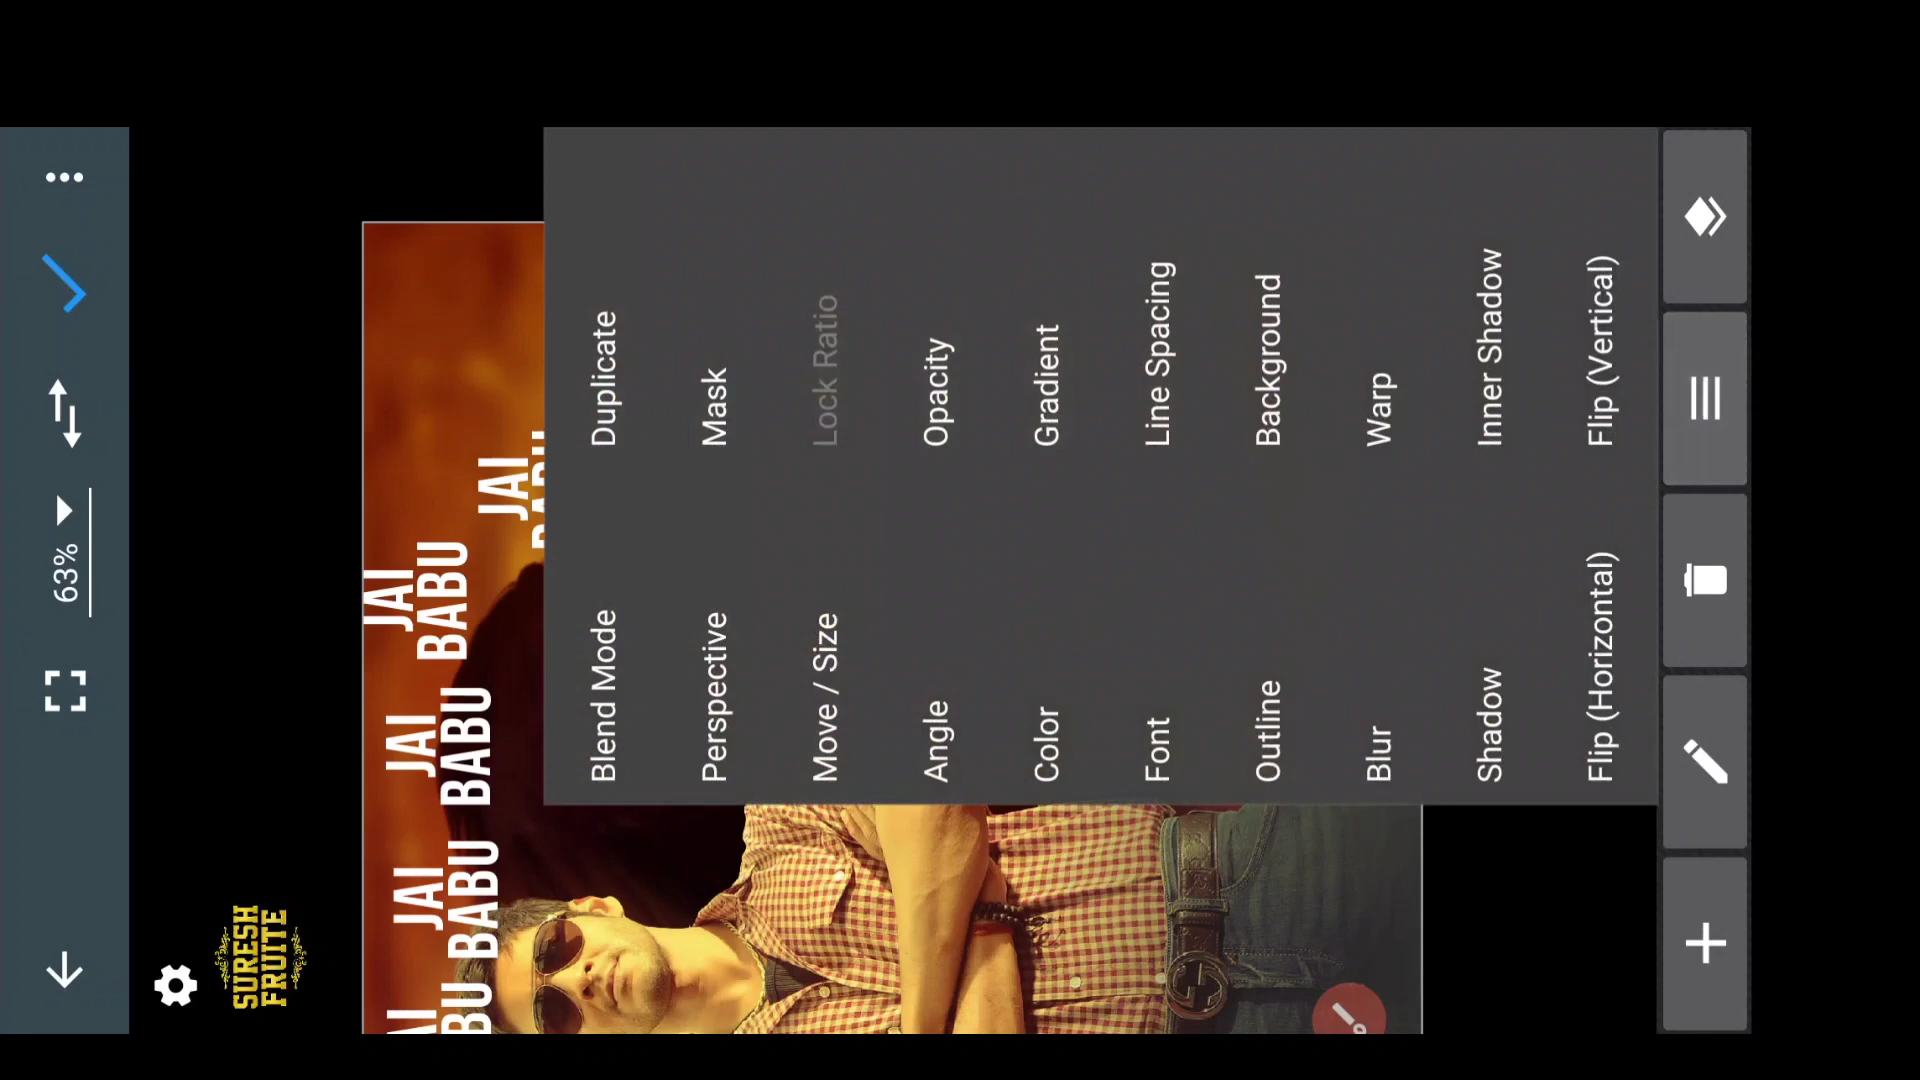 63%
SURESH
FRUITE
JAI
BABU
JAI
BABU
JAI
BABU
JAI
Blend Mode
Duplicate
Perspective
Mask
Move / Size
Lock Ratio
Angle
Opacity
Color
Gradient
Font
Line Spacing
Outline
Background
Blur
Warp
Shadow
Inner Shadow
Flip (Horizontal)
Flip (Vertical)